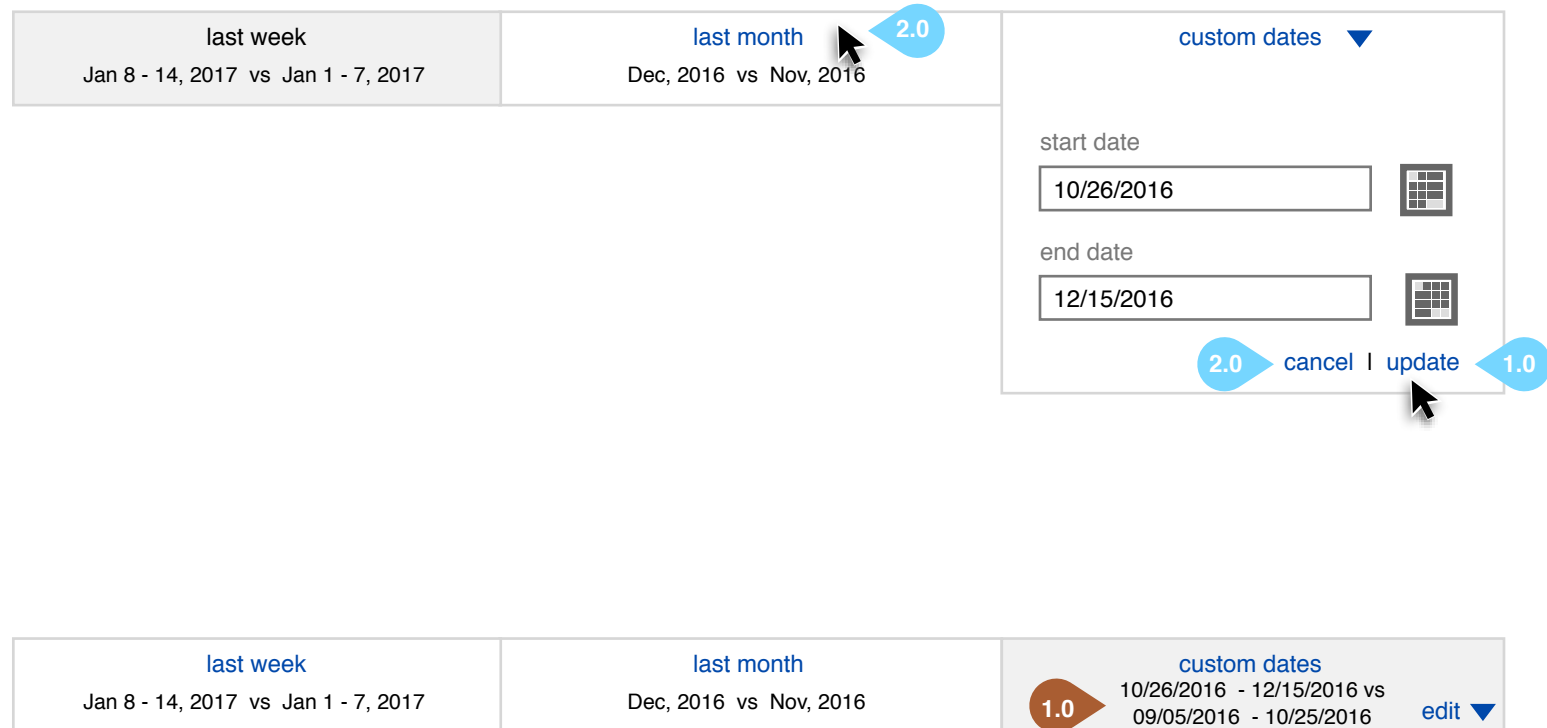 last week
Jan 8 - 14, 2017 vs Jan 1 - 7, 2017
last month
2.0
Dec, 2016 vs Nov, 2016
custom dates
start date
10/26/2016
end date
12/15/2016
2.0 cancel | update 1.0
last week
Jan 8 - 14, 2017 vs Jan 1 - 7, 2017
last month
Dec, 2016 vs Nov, 2016
custom dates
10/26/2016 - 12/15/2016 vs
09/05/2016 - 10/25/2016
1.0
edit